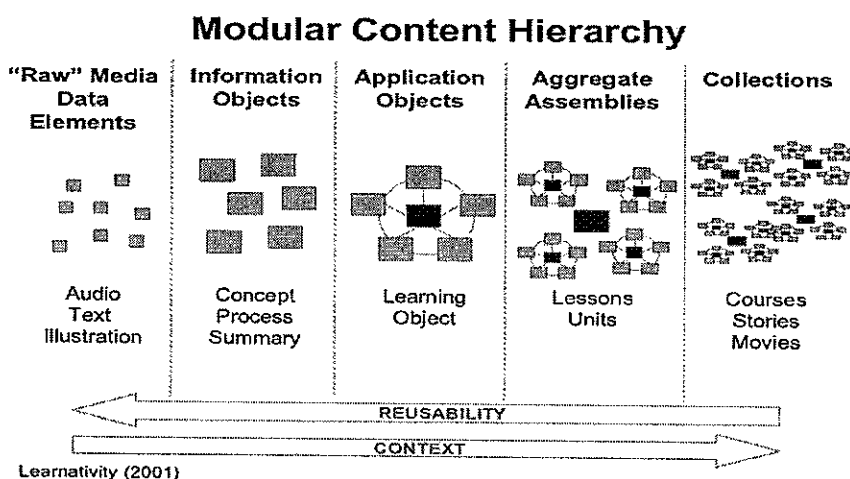 Modular Content Hierarchy
"Raw" Media
Data
Elements
Information
Objects
Application
Objects
Aggregate
Assemblies
Collections
Audio
Text
Illustration
Concept
Process
Summary
Learning
Object
Lessons
Units
Courses
Stories
Movies
REUSABILITY
CONTEXT
Learnativity (2001)